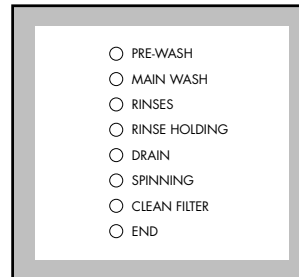 PRE-WASH
MAIN WASH
RINSES
RINSE HOLDING
DRAIN
SPINNING
CLEAN FILTER
END